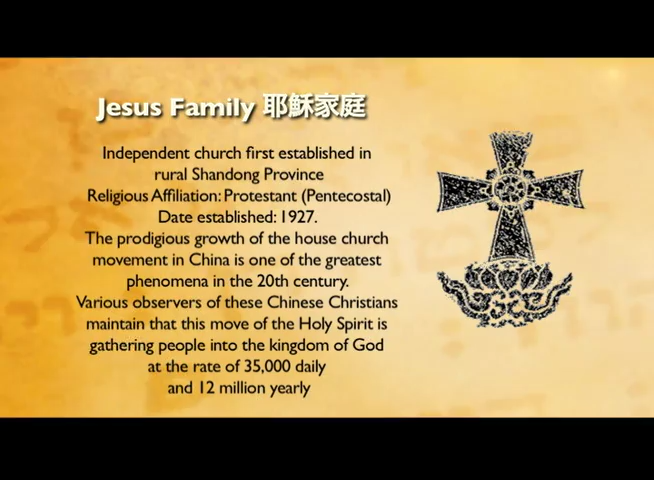 Jesus Family 耶穌家庭
Independent church first established in
rural Shandong Province
Religious Affiliation: Protestant (Pentecostal)
Date established: 1927.
The prodigious growth of the house church
movement in China is one of the greatest
phenomena in the 20th century.
Various observers of these Chinese Christians
maintain that this move of the Holy Spirit is
gathering people into the kingdom of God
at the rate of 35,000 daily
and 12 million yearly